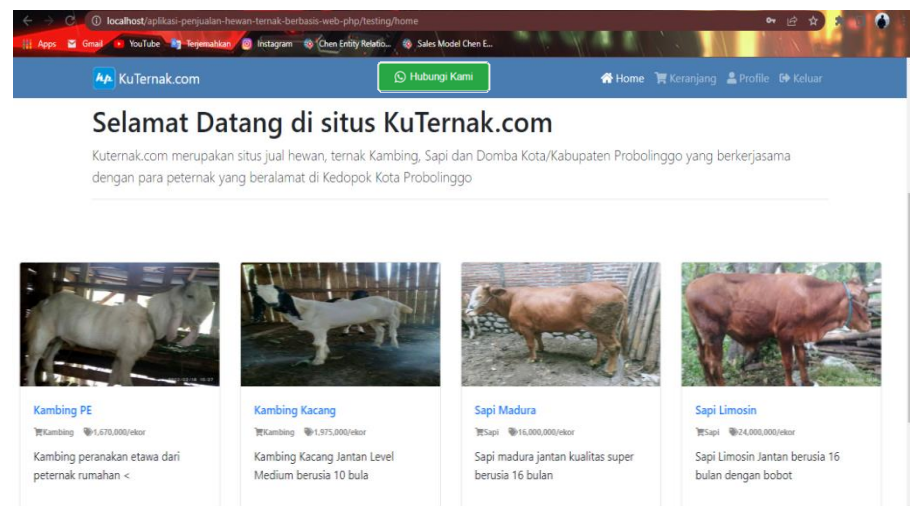 localhost/aplikasi-penjualan-hewan-ternak-berbasis-web-php/testing/home
Apps Gmail YouTube Terjemahkan Instagram Chen Entity Relatio... Sales Model Chen E...
KuTernak.com Hubungi Kami Home Keranjang Profile Keluar
Selamat Datang di situs KuTernak.com
Kuternak.com merupakan situs jual hewan, ternak Kambing, Sapi dan Domba Kota/Kabupaten Probolinggo yang berkerjasama
dengan para peternak yang beralamat di Kedopok Kota Probolinggo
Kambing PE
Kambing 1,670,000/ekor
Kambing peranakan etawa dari
peternak rumahan <
Kambing Kacang
Kambing 1,975,000/ekor
Kambing Kacang Jantan Level
Medium berusia 10 bula
Sapi Madura
Sapi 16,000,000/ekor
Sapi madura jantan kualitas super
berusia 16 bulan
Sapi Limosin
Sapi 24,000,000/ekor
Sapi Limosin Jantan berusia 16
bulan dengan bobot